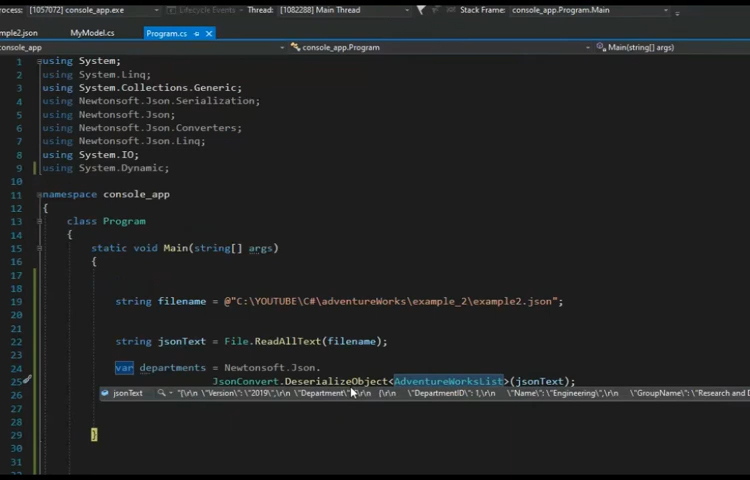 rocess: [1057072] console_app.exe Lifecycle Events Thread: [1082288] Main Thread Stack Frame: console_app.Program.Main
mple2.json MyModel.cs Program.cs
console_app console_app.Program Main(string[] args)
1 using System;
2 using System.Linq;
3 using System.Collections.Generic;
4 using Newtonsoft.Json.Serialization;
5 using Newtonsoft.Json;
6 using Newtonsoft.Json.Converters;
7 using Newtonsoft.Json.Linq;
8 using System.IO;
9 using System.Dynamic;
10
11 namespace console_app
12 {
13 class Program
14 {
15 static void Main(string[] args)
16 {
17
18
19 string filename = @"C:\YOUTUBE\C#\adventureWorks\example_2\example2.json";
21
22 string jsonText = File.ReadAllText(filename);
23
24 var departments = Newtonsoft.Json.
25 JsonConvert.DeserializeObject<AdventureWorksList>(jsonText);
26 jsonText "{\r\n \"Version\": \"2019\",\r\n \"Department\": \r\n {\r\n \"DepartmentID\": 1,\r\n \"Name\": \"Engineering\",\r\n \"GroupName\": \"Research and D
28
29 }
30
31
32